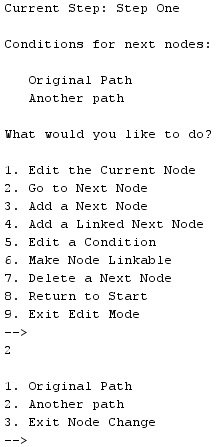 Current Step: Step One
Conditions for next nodes:
Original Path
Another path
What would you like to do?
1. Edit the Current Node
2. Go to Next Node
3. Add a Next Node
4. Add a Linked Next Node
5. Edit a Condition
6. Make Node Linkable
7. Delete a Next Node
8. Return to Start
9. Exit Edit Mode
-->
2
1. Original Path
2. Another path
3. Exit Node Change
-->